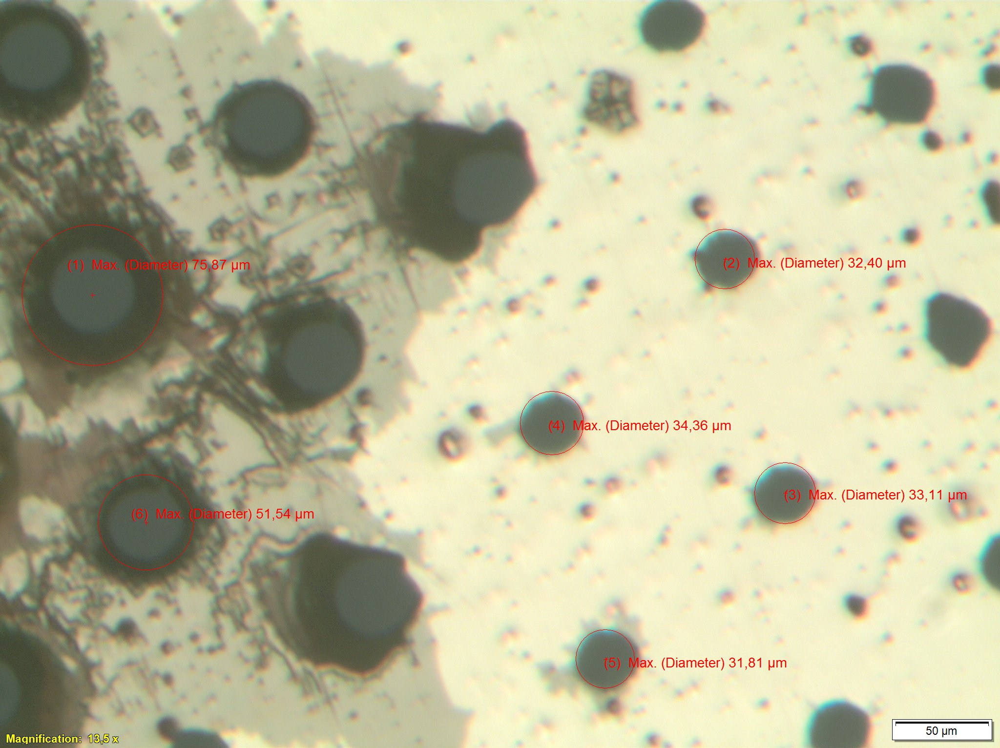 (1) Max. (Diameter) 75,87 µm
(2) Max. (Diameter) 32,40 µm
(4) Max. (Diameter) 34,36 µm
(3) Max. (Diameter) 33,11 µm
(6) Max. (Diameter) 51,54 µm
(5) Max. (Diameter) 31,81 µm
50 µm
Magnification: 13,5 x